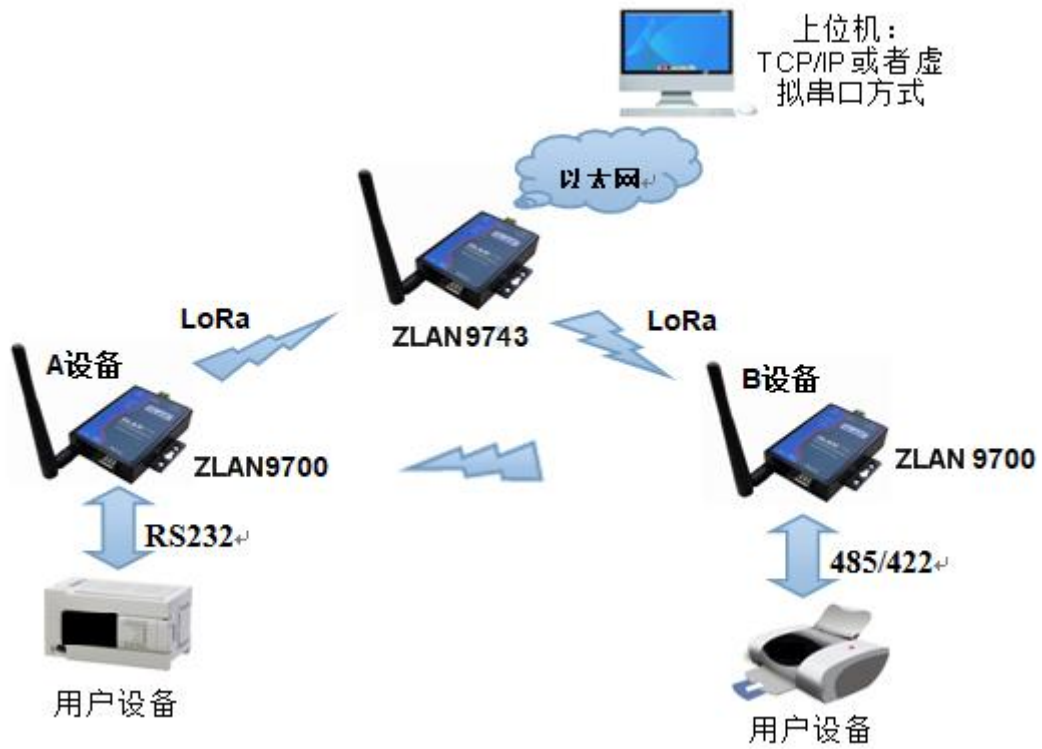 上位机：
TCP/IP或者虚
拟串口方式
以太网
LoRa
ZLAN9743
LoRa
A设备
B设备
ZLAN9700
ZLAN 9700
RS232
485/422
用户设备
用户设备